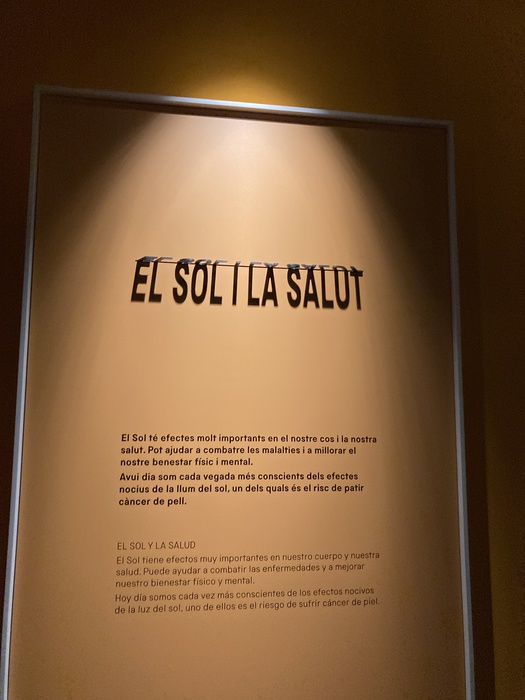 EL SOL I LA SALUT
El Sol té efectes molt importants en el nostre cos i la nostra
salut. Pot ajudar a combatre les malalties i a millorar el
nostre benestar físic i mental.
Avui dia som cada vegada més conscients dels efectes
nocius de la llum del sol, un dels quals és el risc de patir
càncer de pell.
EL SOL Y LA SALUD
El Sol tiene efectos muy importantes en nuestro cuerpo y nuestra
salud. Puede ayudar a combatir las enfermedades y a mejorar
nuestro bienestar físico y mental.
Hoy día somos cada vez más conscientes de los efectos nocivos
de la luz del sol, uno de ellos es el riesgo de sufrir cáncer de piel.